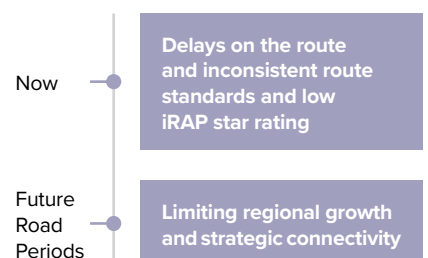 Now
Delays on the route
and inconsistent route
standards and low
iRAP star rating
Future
Road
Periods
Limiting regional growth
and strategic connectivity